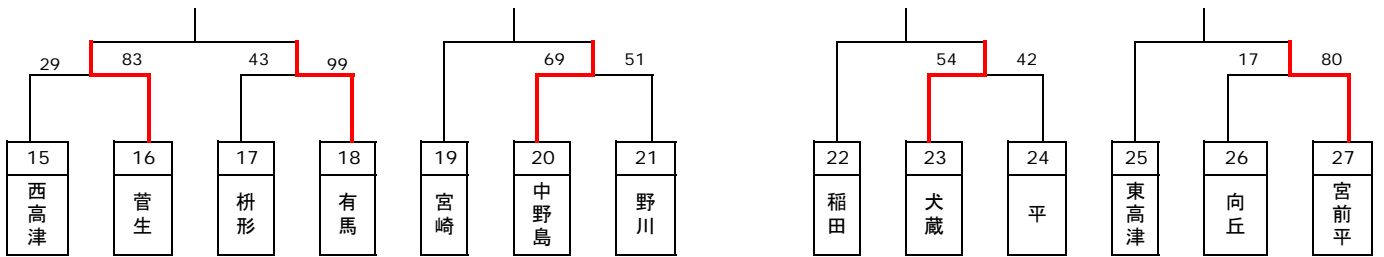 29 83 43 99 69 51 54 42 17 80
15 16 17 18 19 20 21 22 23 24 25 26 27
西高津
菅生
枡形
有馬
宮崎
中野島
野川
稲田
犬蔵
平
東高津
向丘
宮前平